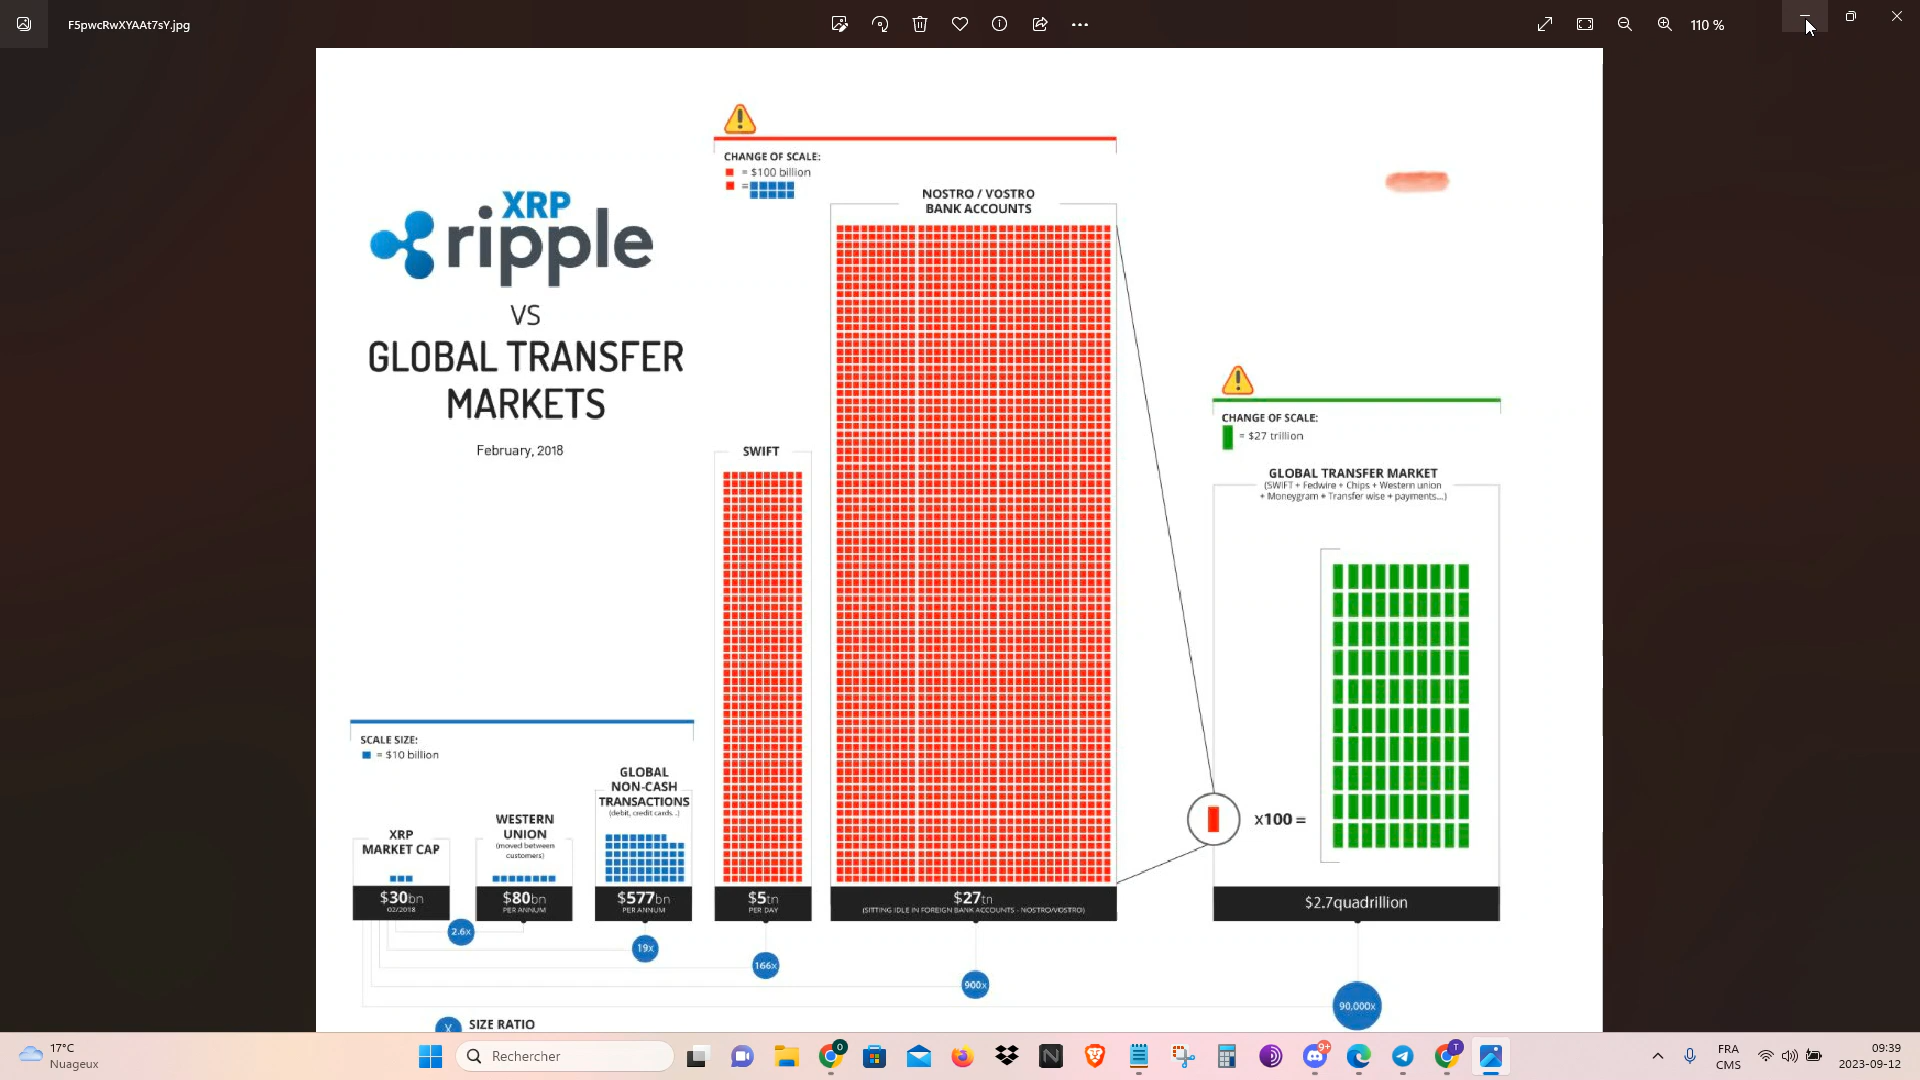 F5pwcRwXYAAt7sY.jpg
110 %
CHANGE OF SCALE:
= $100 billion
=
XRP
ripple
VS
GLOBAL TRANSFER
MARKETS
February, 2018
NOSTRO / VOSTRO
BANK ACCOUNTS
SWIFT
CHANGE OF SCALE:
= $27 trillion
GLOBAL TRANSFER MARKET
(SWIFT + Fedwire + Chips + Western union
+ Moneygram + Transfer wise + payments...)
SCALE SIZE:
= $10 billion
XRP
MARKET CAP
WESTERN
UNION
(moved between
customers)
GLOBAL
NON-CASH
TRANSACTIONS
(debit, credit cards...)
x100 =
$30bn
02/2018
$80bn
PER ANNUM
$577bn
PER ANNUM
$5tn
PER DAY
$27tn
(SITTING IDLE IN FOREIGN BANK ACCOUNTS - NOSTRO/VOSTRO)
$2.7quadrillion
2.6x
19x
166x
900x
90,000x
X SIZE RATIO
17°C
Nuageux
Rechercher
0
9+
T
FRA
CMS
09:39
2023-09-12